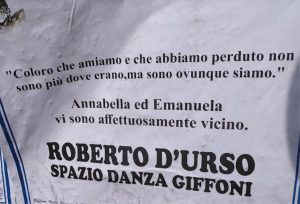 "Coloro che amiamo e che abbiamo perduto non
sono più dove erano,ma sono ovunque siamo."
Annabella ed Emanuela
vi sono affettuosamente vicino.
ROBERTO D'URSO
SPAZIO DANZA GIFFONI